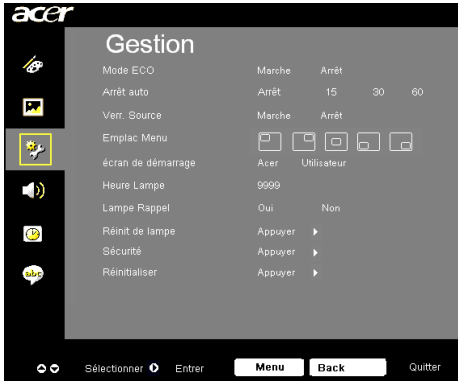 acer
Gestion
Mode ECO Marche Arrêt
Arrêt auto Arrêt 15 30 60
Verr. Source Marche Arrêt
Emplac Menu
écran de démarrage Acer Utilisateur
Heure Lampe 9999
Lampe Rappel Oui Non
Réinit de lampe Appuyer
Sécurité Appuyer
Réinitialiser Appuyer
abc
Sélectionner Entrer Menu Back Quitter